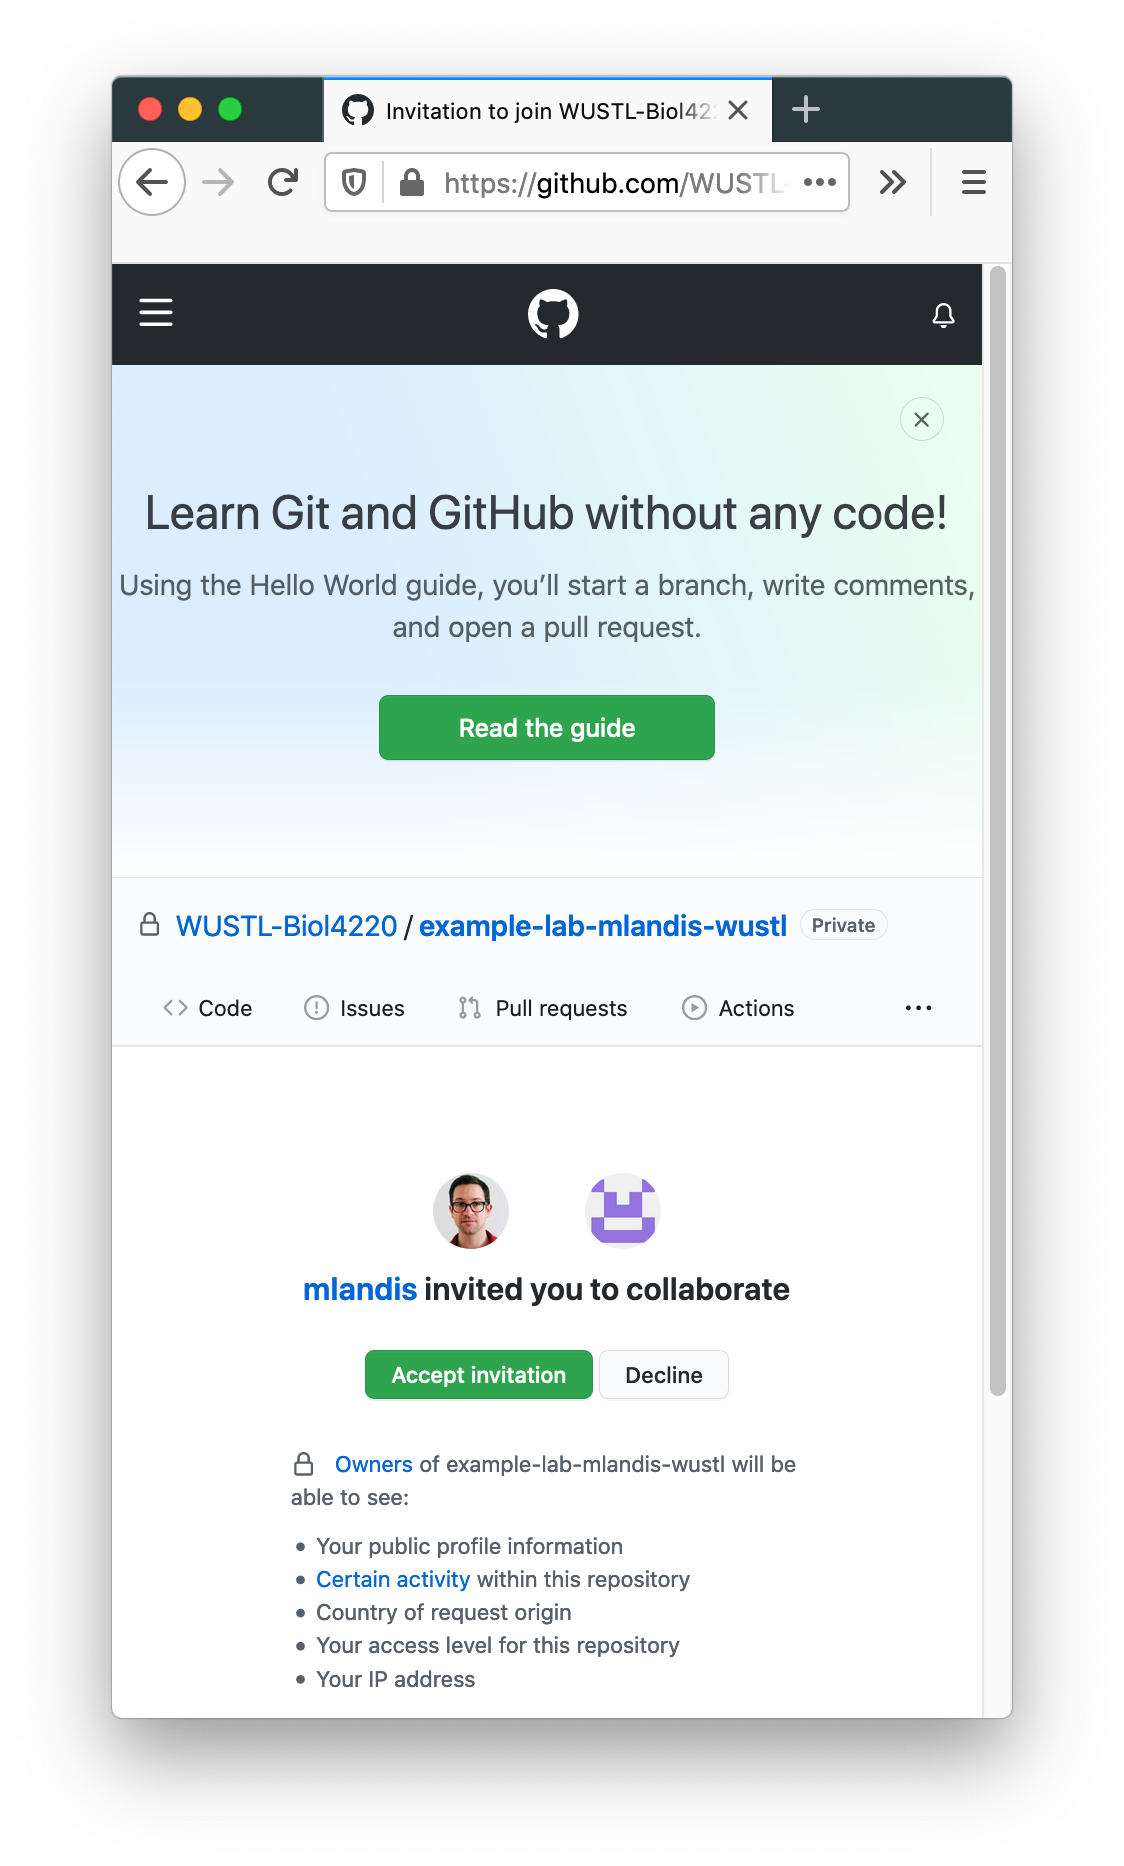 Invitation to join WUSTL-Biol422
https://github.com/WUSTL-
Learn Git and GitHub without any code!
Using the Hello World guide, you’ll start a branch, write comments,
and open a pull request.
Read the guide
WUSTL-Biol4220 / example-lab-mlandis-wustl Private
Code Issues Pull requests Actions
mlandis invited you to collaborate
Accept invitation Decline
Owners of example-lab-mlandis-wustl will be
able to see:
• Your public profile information
• Certain activity within this repository
• Country of request origin
• Your access level for this repository
• Your IP address